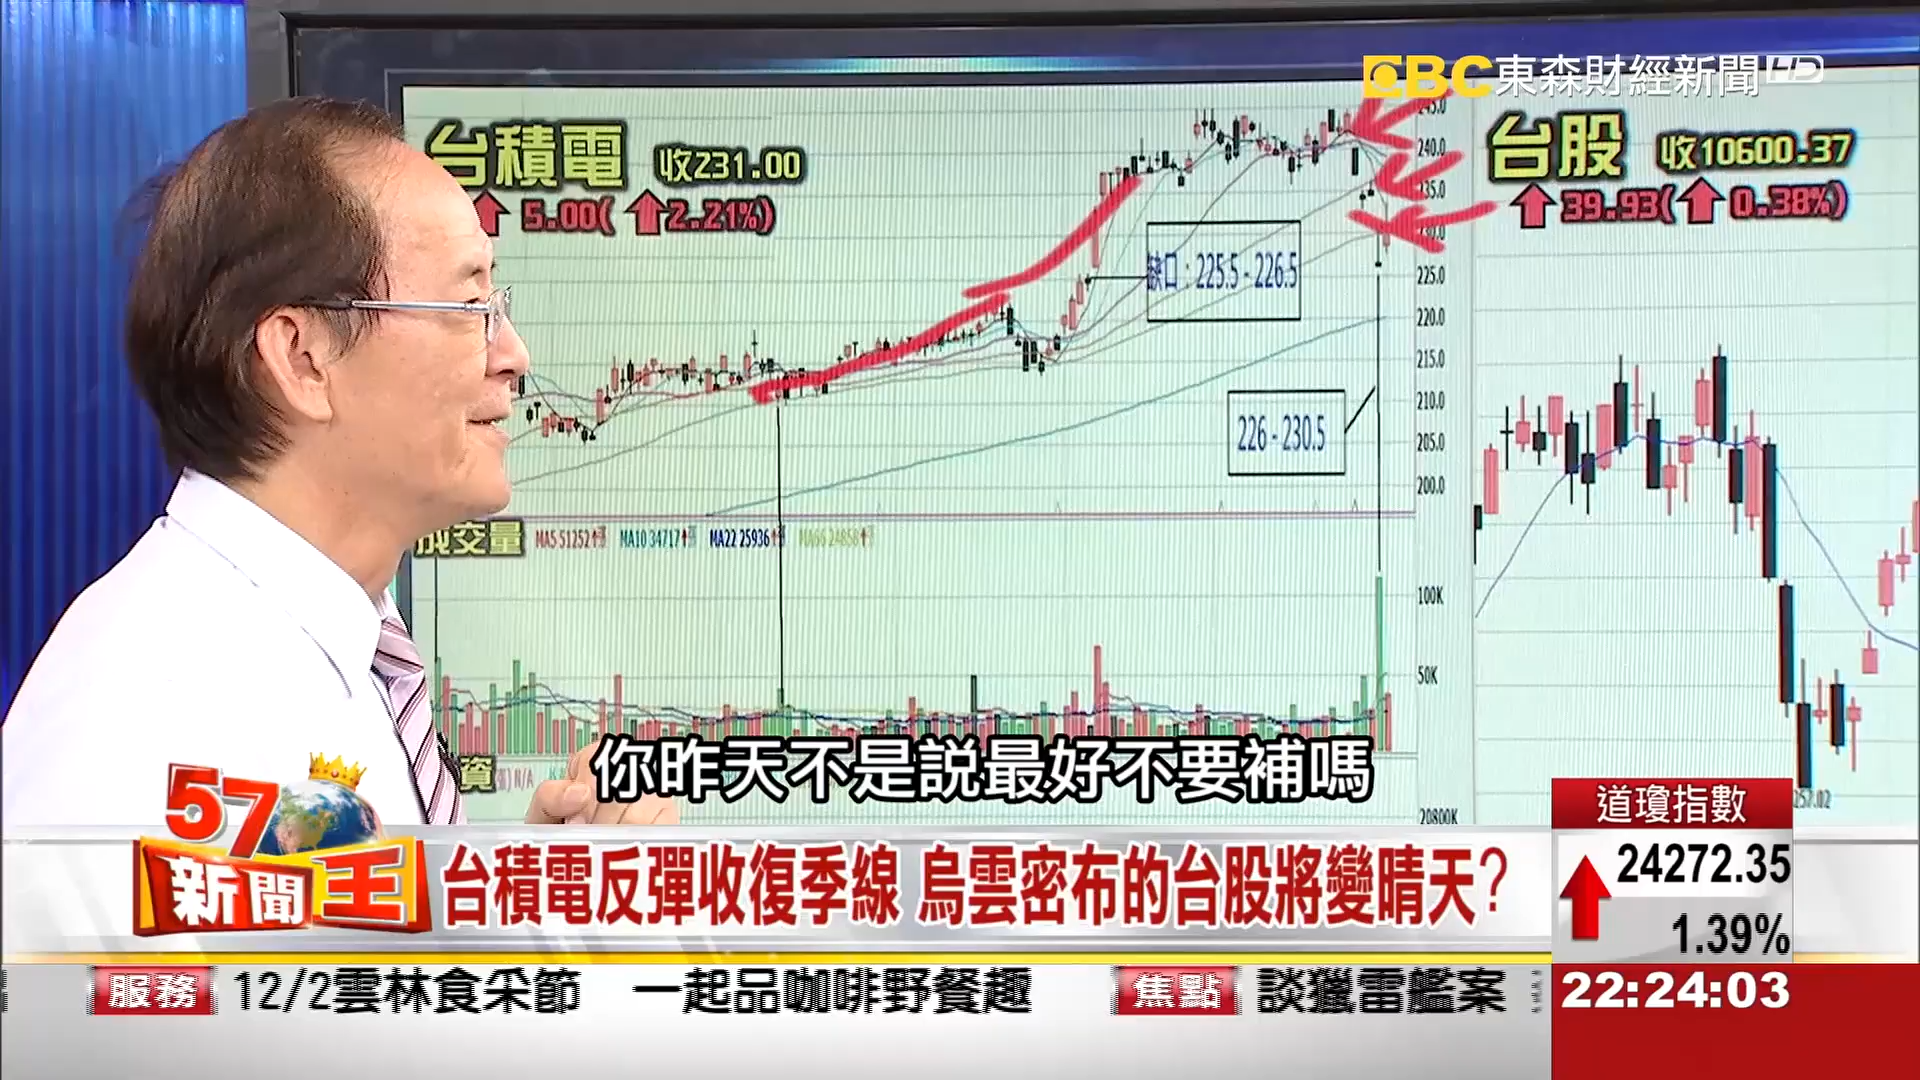 EBC 東森財經新聞 HD
台積電 收231.00
5.00( 2.21%)
台股 收10600.37
39.93( 0.38%)
245.0
240.0
235.0
230.0
225.0
220.0
215.0
210.0
205.0
200.0
缺口 : 225.5 - 226.5
226 - 230.5
成交量 MA5 51252 MA10 34717 MA22 25936 MA66 24858
100K
50K
資 N/A
20800K
你昨天不是説最好不要補嗎
57
新聞王
台積電反彈收復季線 烏雲密布的台股將變晴天?
道瓊指數
24272.35
1.39%
服務 12/2雲林食采節 一起品咖啡野餐趣
焦點 談獵雷艦案
22:24:03